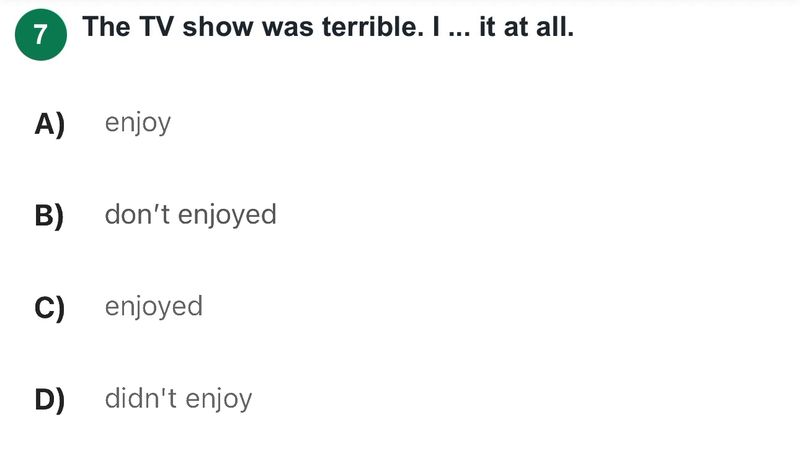 7 The TV show was terrible. I ... it at all.
A) enjoy
B) don't enjoyed
C) enjoyed
D) didn't enjoy